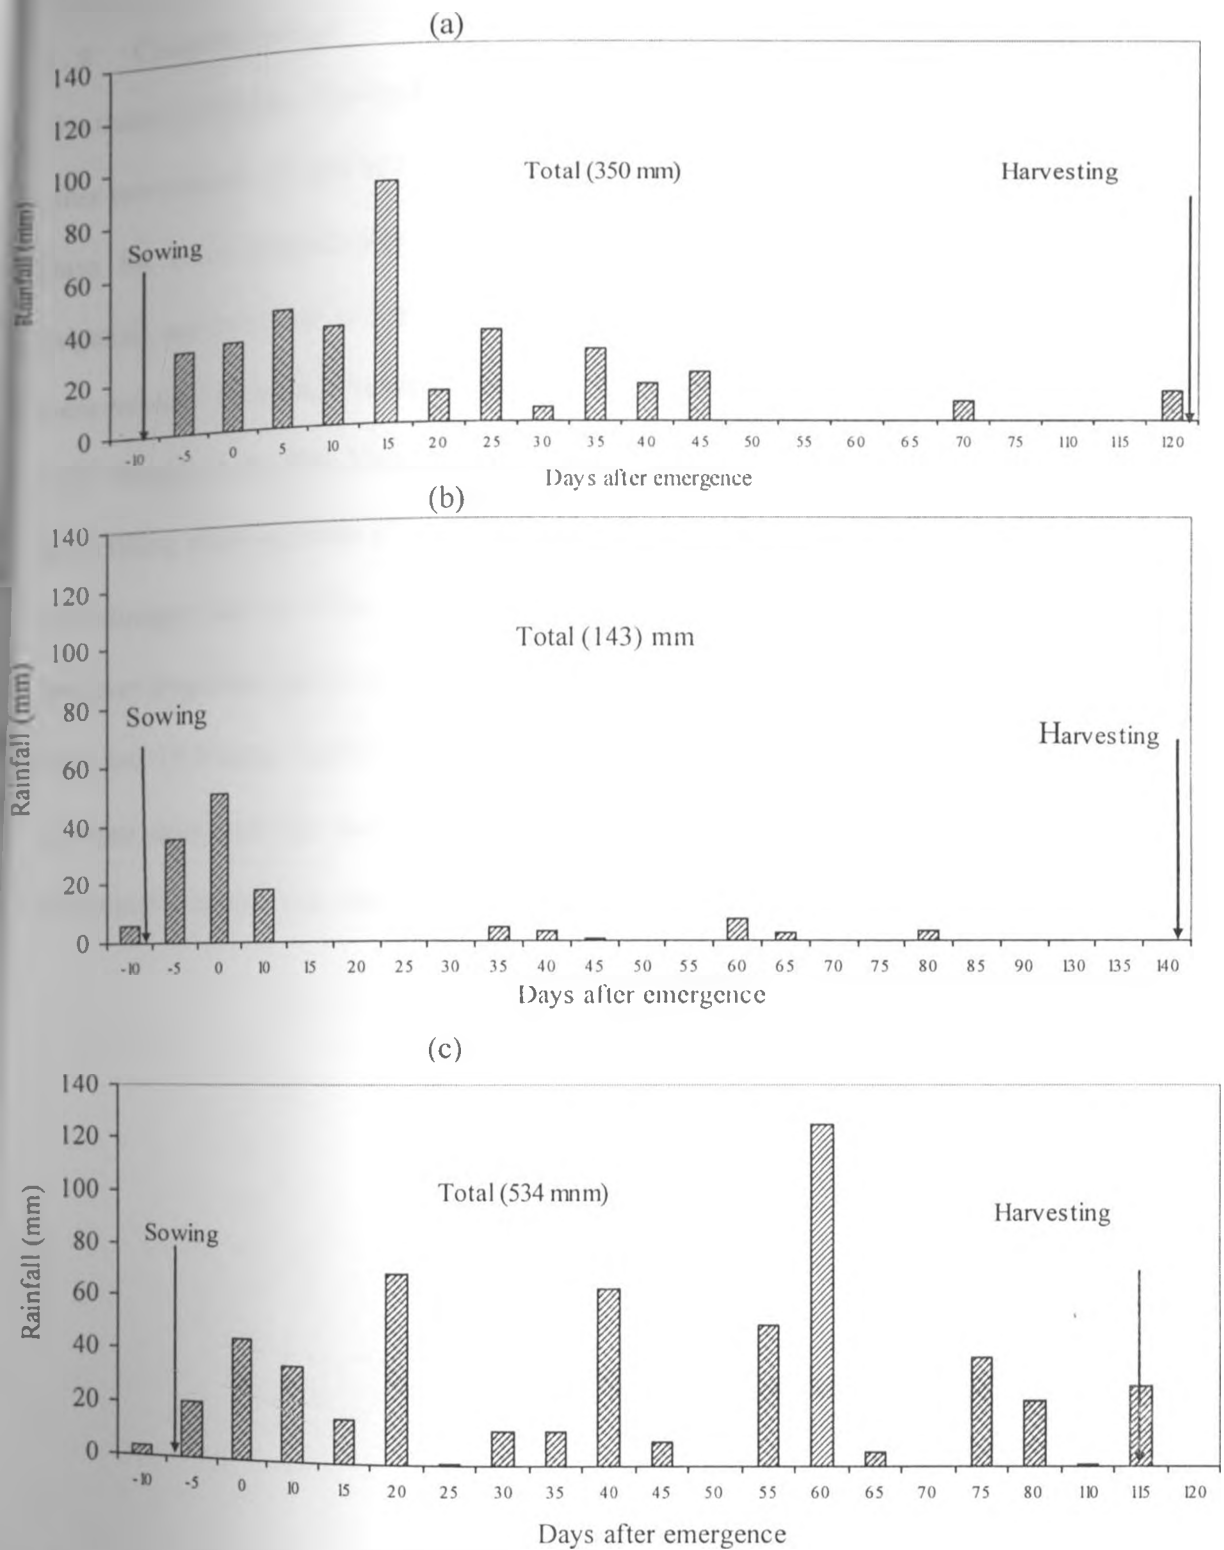 (a)
140
120
100
80
60
40
20
0
Rainfall (mm)
Total (350 mm)
Harvesting
Sowing
-10 -5 0 5 10 15 20 25 30 35 40 45 50 55 60 65 70 75 110 115 120
Days after emergence
(b)
140
120
100
80
60
40
20
0
Rainfall (mm)
Total (143) mm
Sowing
Harvesting
-10 -5 0 10 15 20 25 30 35 40 45 50 55 60 65 70 75 80 85 90 130 135 140
Days after emergence
(c)
140
120
100
80
60
40
20
0
Rainfall (mm)
Total (534 mnm)
Sowing
Harvesting
-10 -5 0 10 15 20 25 30 35 40 45 50 55 60 65 70 75 80 110 115 120
Days after emergence